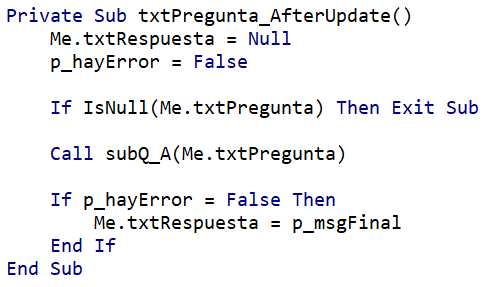 Private Sub txtPregunta_AfterUpdate()
    Me.txtRespuesta = Null
    p_hayError = False

    If IsNull(Me.txtPregunta) Then Exit Sub

    Call subQ_A(Me.txtPregunta)

    If p_hayError = False Then
        Me.txtRespuesta = p_msgFinal
    End If
End Sub